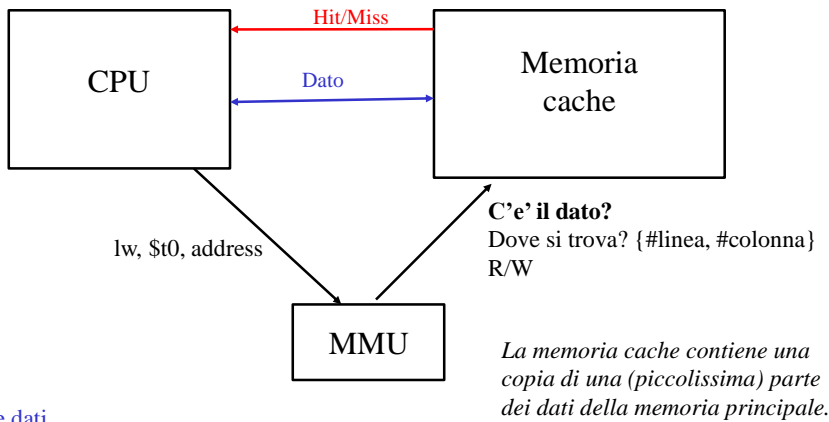 Hit/Miss
CPU
Dato
Memoria
cache
lw, $t0, address
C'e' il dato?
Dove si trova? {#linea, #colonna}
R/W
MMU
La memoria cache contiene una
copia di una (piccolissima) parte
dei dati della memoria principale.
e dati